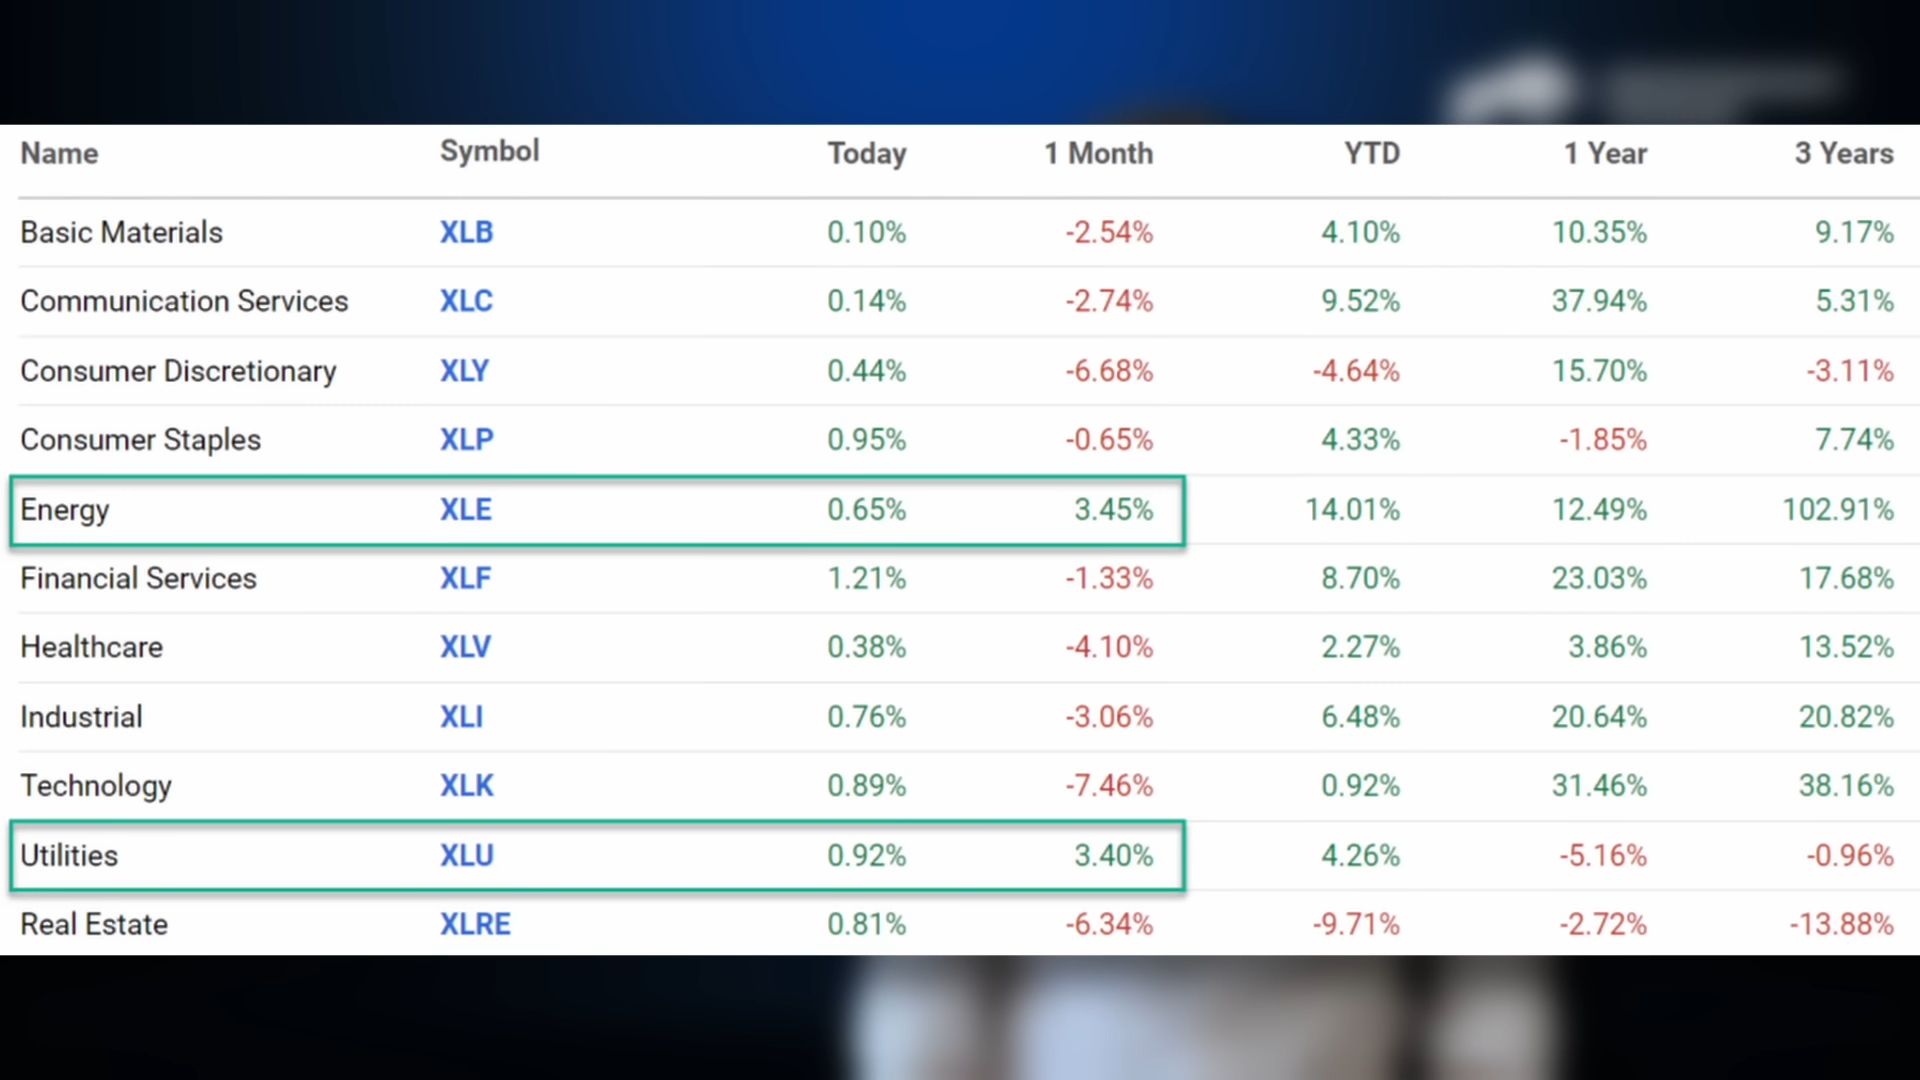 Name Symbol Today 1 Month YTD 1 Year 3 Years
Basic Materials XLB 0.10% -2.54% 4.10% 10.35% 9.17%
Communication Services XLC 0.14% -2.74% 9.52% 37.94% 5.31%
Consumer Discretionary XLY 0.44% -6.68% -4.64% 15.70% -3.11%
Consumer Staples XLP 0.95% -0.65% 4.33% -1.85% 7.74%
Energy XLE 0.65% 3.45% 14.01% 12.49% 102.91%
Financial Services XLF 1.21% -1.33% 8.70% 23.03% 17.68%
Healthcare XLV 0.38% -4.10% 2.27% 3.86% 13.52%
Industrial XLI 0.76% -3.06% 6.48% 20.64% 20.82%
Technology XLK 0.89% -7.46% 0.92% 31.46% 38.16%
Utilities XLU 0.92% 3.40% 4.26% -5.16% -0.96%
Real Estate XLRE 0.81% -6.34% -9.71% -2.72% -13.88%